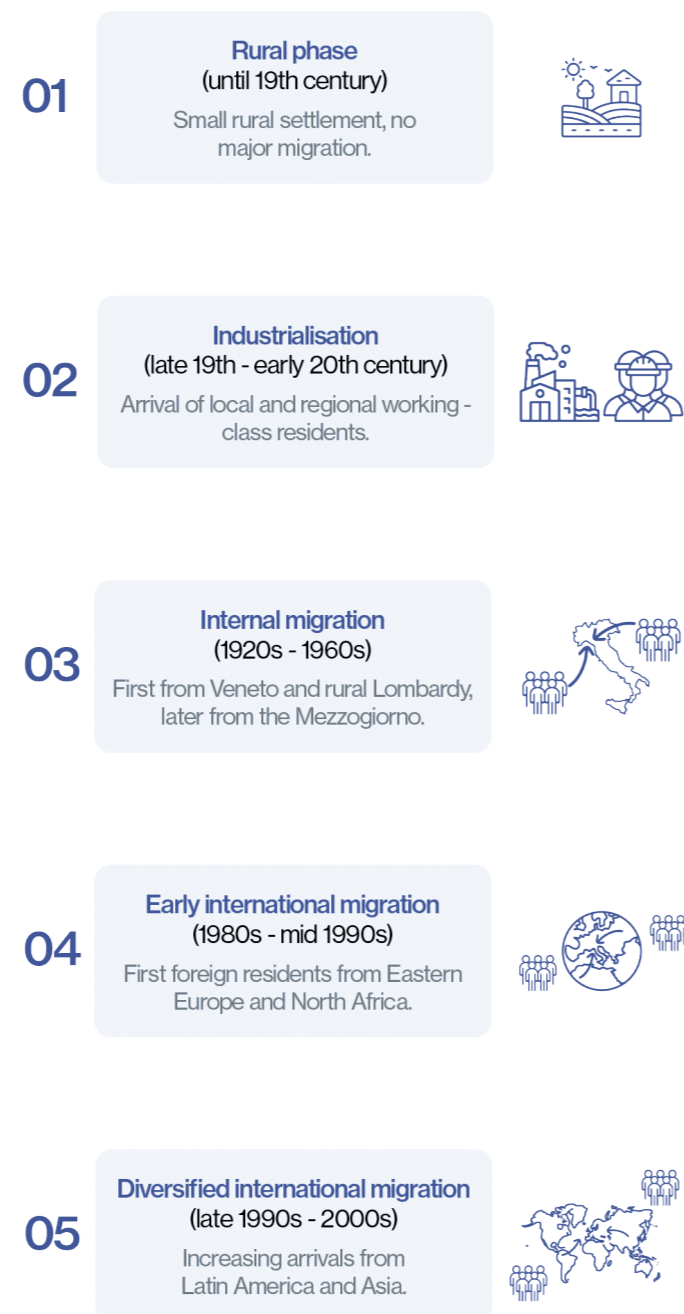 01
Rural phase
(until 19th century)
Small rural settlement, no
major migration.
02
Industrialisation
(late 19th - early 20th century)
Arrival of local and regional working -
class residents.
03
Internal migration
(1920s - 1960s)
First from Veneto and rural Lombardy,
later from the Mezzogiorno.
04
Early international migration
(1980s - mid 1990s)
First foreign residents from Eastern
Europe and North Africa.
05
Diversified international migration
(late 1990s - 2000s)
Increasing arrivals from
Latin America and Asia.